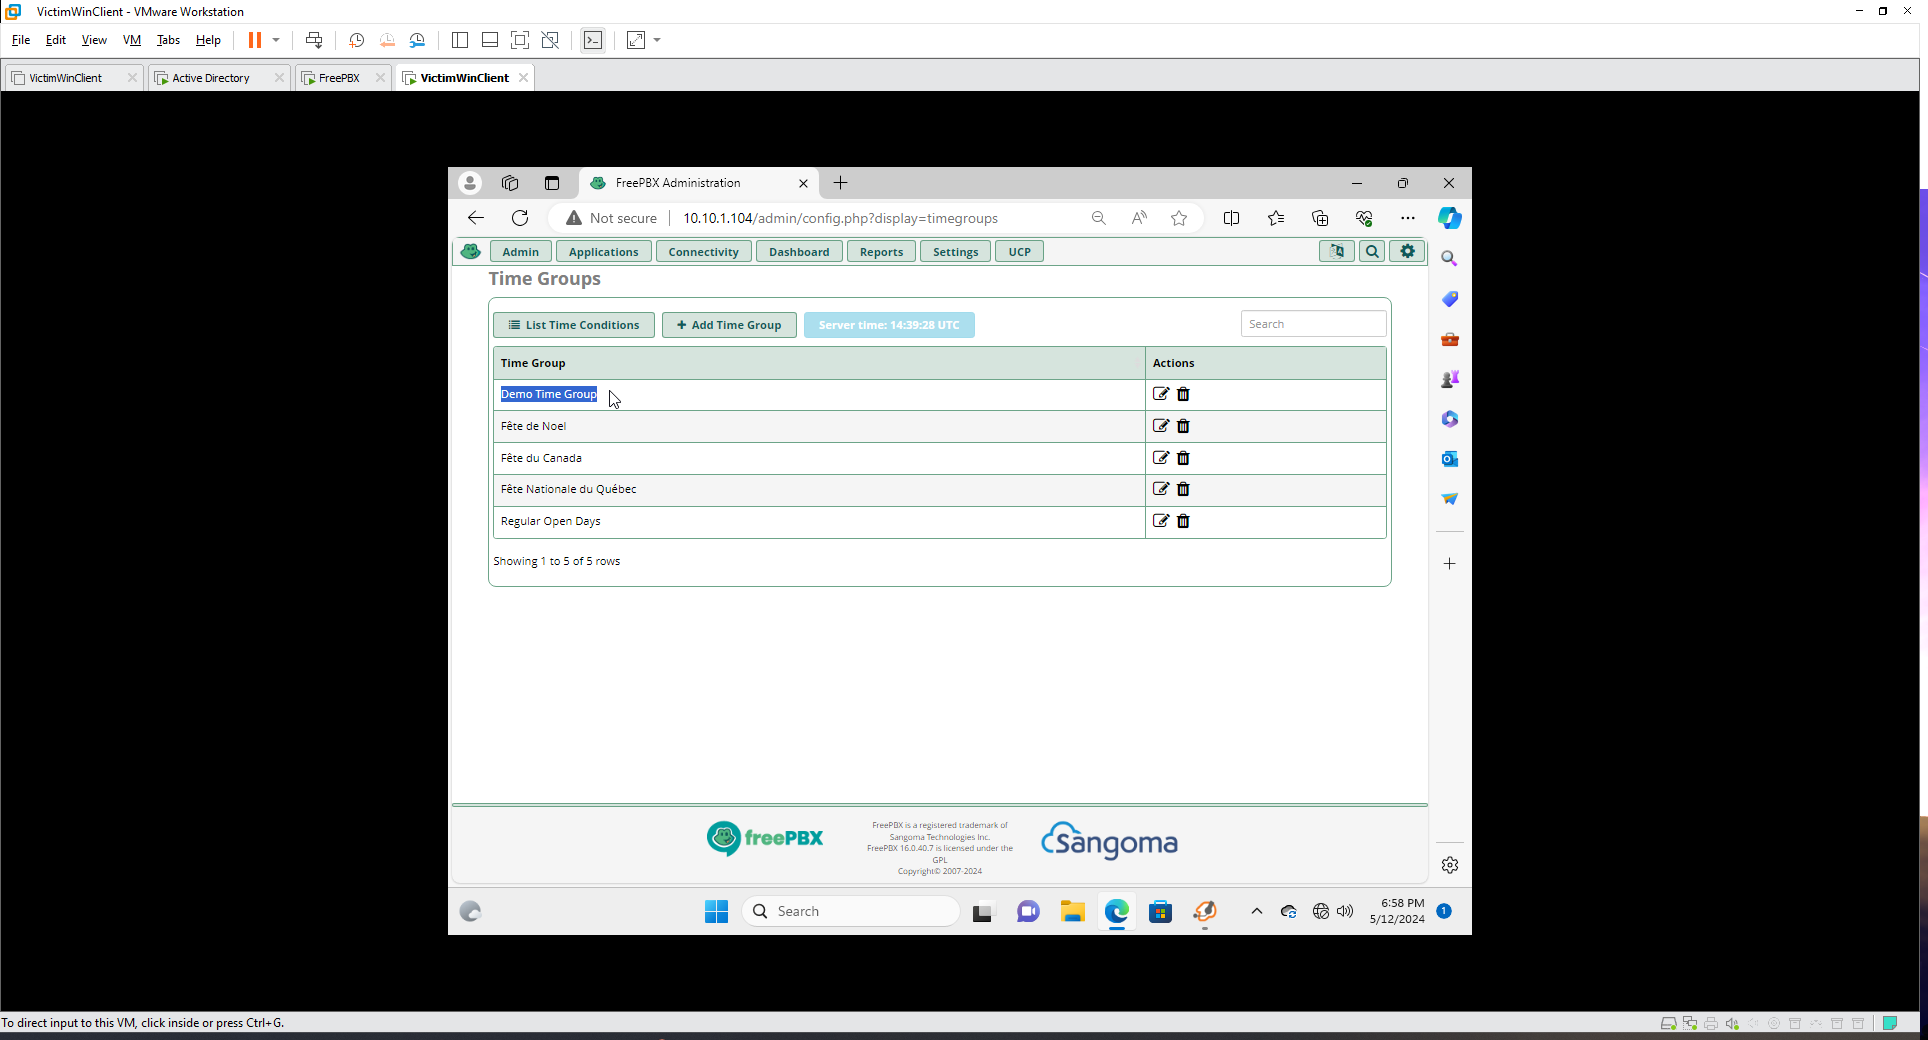 VictimWinClient - VMware Workstation
File Edit View VM Tabs Help
VictimWinClient Active Directory FreePBX VictimWinClient
FreePBX Administration
Not secure 10.10.1.104/admin/config.php?display=timegroups
Admin Applications Connectivity Dashboard Reports Settings UCP
Time Groups
List Time Conditions Add Time Group Server time: 14:39:28 UTC Search
Time Group Actions
Demo Time Group
Fête de Noel
Fête du Canada
Fête Nationale du Québec
Regular Open Days
Showing 1 to 5 of 5 rows
freePBX
FreePBX is a registered trademark of
Sangoma Technologies Inc.
FreePBX 16.0.40.7 is licensed under the
GPL
Copyright© 2007-2024
Sangoma
Search
6:58 PM
5/12/2024
1
To direct input to this VM, click inside or press Ctrl+G.